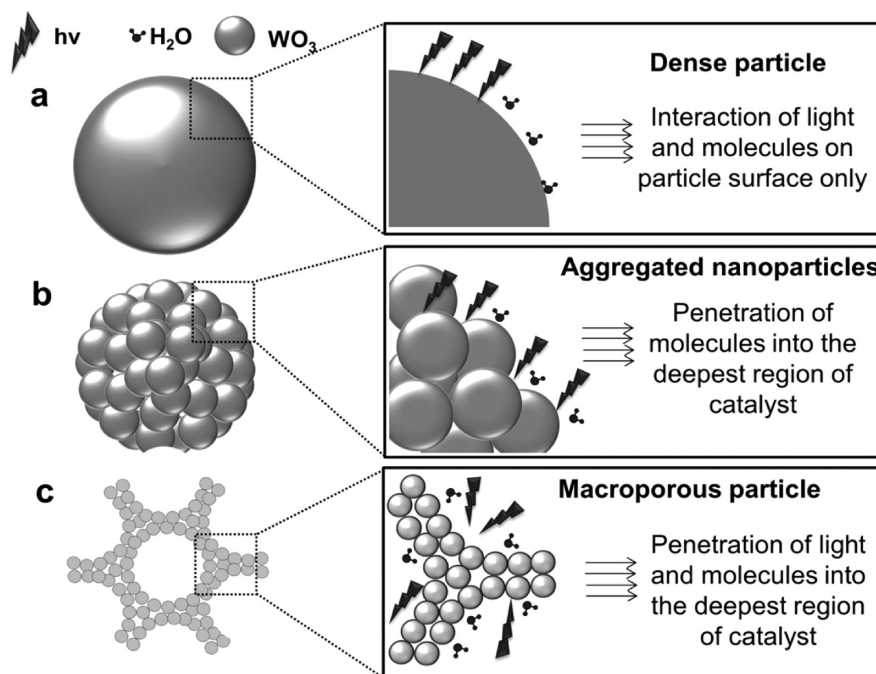 hv
H₂O
WO₃
a
Dense particle
Interaction of light
and molecules on
particle surface only
b
Aggregated nanoparticles
Penetration of
molecules into the
deepest region of
catalyst
c
Macroporous particle
Penetration of light
and molecules into
the deepest region
of catalyst